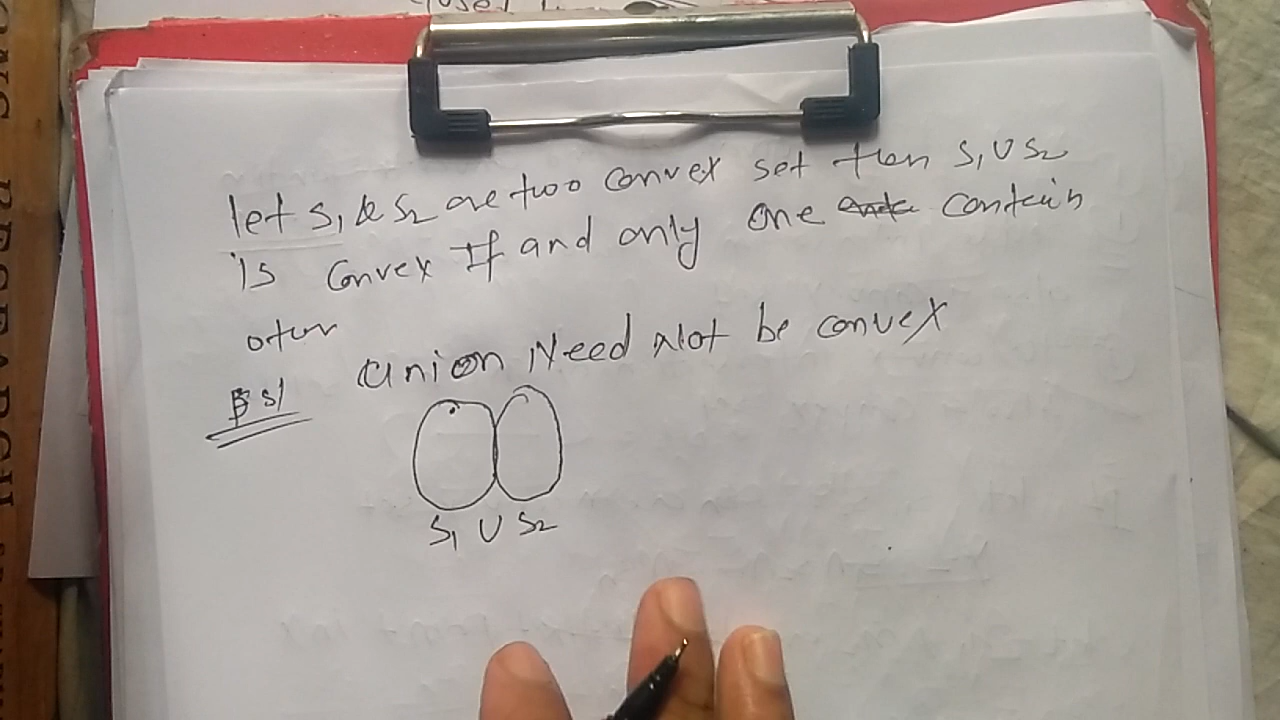 let S₁ & S₂ are two convex set then S₁ ∪ S₂
is Convex If and only one contain
other
Union Need Not be convex
S₁ ∪ S₂